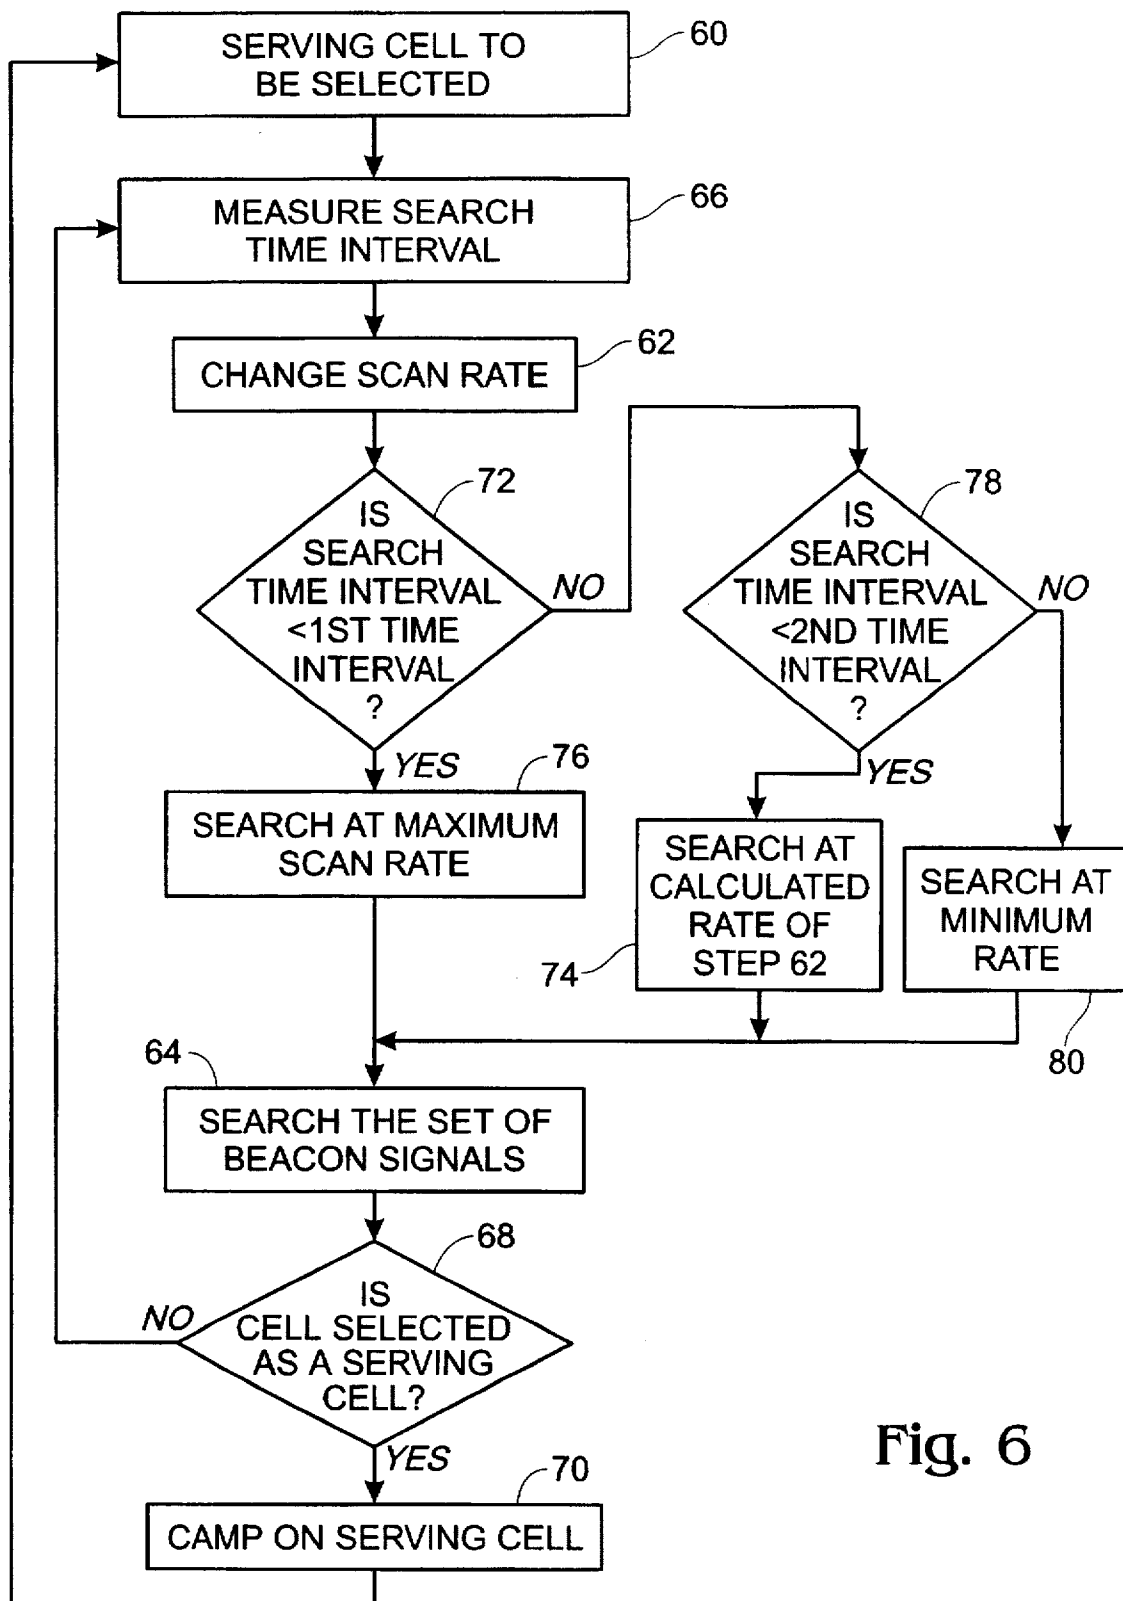 SERVING CELL TO
BE SELECTED
60
MEASURE SEARCH
TIME INTERVAL
66
CHANGE SCAN RATE
62
IS
SEARCH
TIME INTERVAL
<1ST TIME
INTERVAL
?
72
NO
YES
IS
SEARCH
TIME INTERVAL
<2ND TIME
INTERVAL
?
78
NO
YES
SEARCH AT MAXIMUM
SCAN RATE
76
SEARCH AT
CALCULATED
RATE OF
STEP 62
74
SEARCH AT
MINIMUM
RATE
80
64
SEARCH THE SET OF
BEACON SIGNALS
IS
CELL SELECTED
AS A SERVING
CELL?
68
NO
YES
CAMP ON SERVING CELL
70
Fig. 6